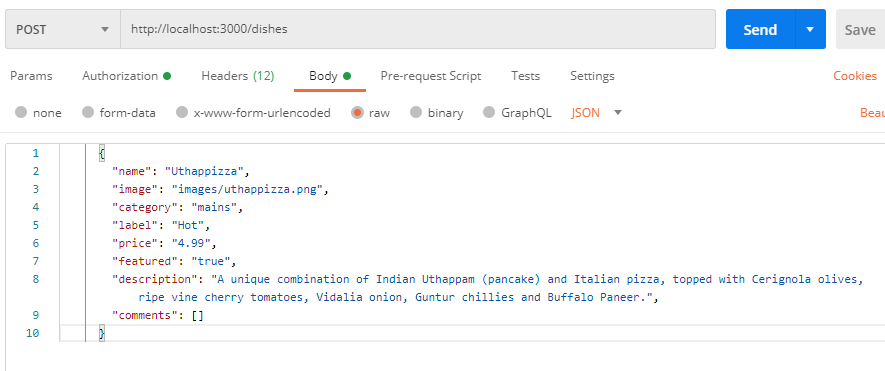 POST http://localhost:3000/dishes Send Save
Params Authorization Headers (12) Body Pre-request Script Tests Settings Cookies
none form-data x-www-form-urlencoded raw binary GraphQL JSON Beau
1 {
2 "name": "Uthappizza",
3 "image": "images/uthappizza.png",
4 "category": "mains",
5 "label": "Hot",
6 "price": "4.99",
7 "featured": "true",
8 "description": "A unique combination of Indian Uthappam (pancake) and Italian pizza, topped with Cerignola olives,
ripe vine cherry tomatoes, Vidalia onion, Guntur chillies and Buffalo Paneer.",
9 "comments": []
10 }